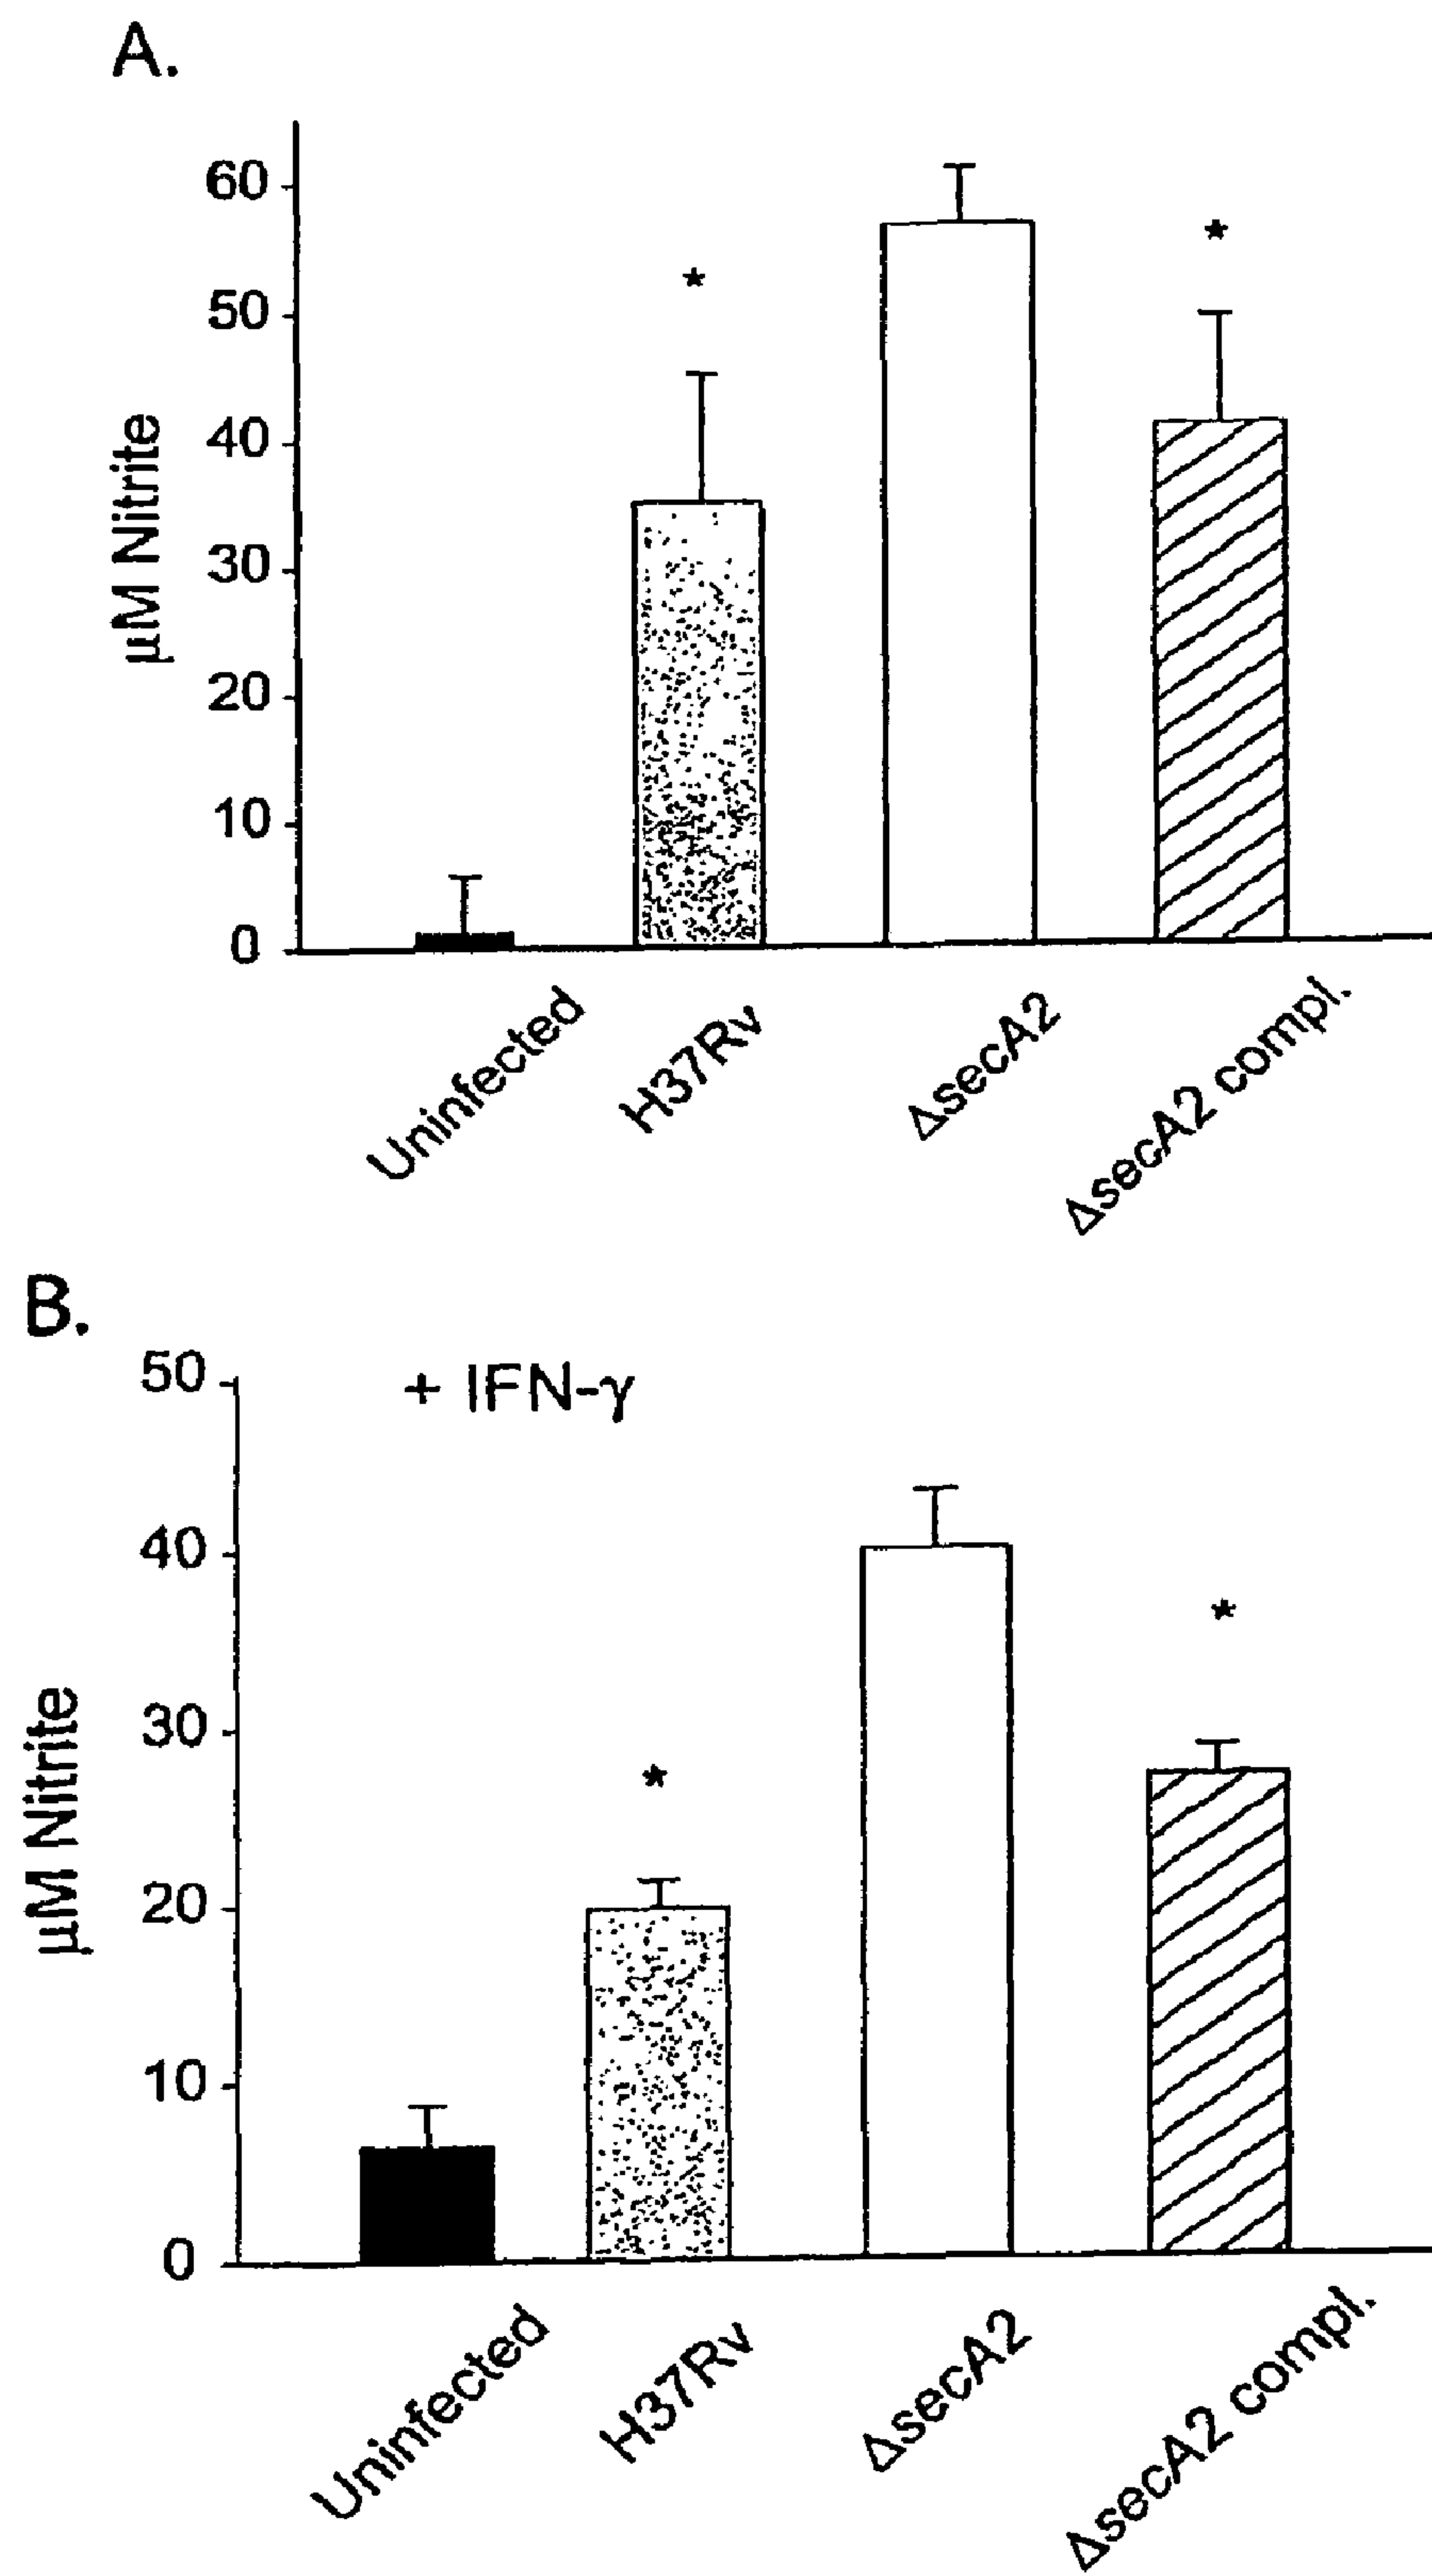 A.
60
50
40
30
20
10
0
µM Nitrite
*
*
Uninfected
H37Rv
ΔsecA2
ΔsecA2 compl.
B.
+ IFN-γ
50
40
30
20
10
0
µM Nitrite
*
*
Uninfected
H37Rv
ΔsecA2
ΔsecA2 compl.